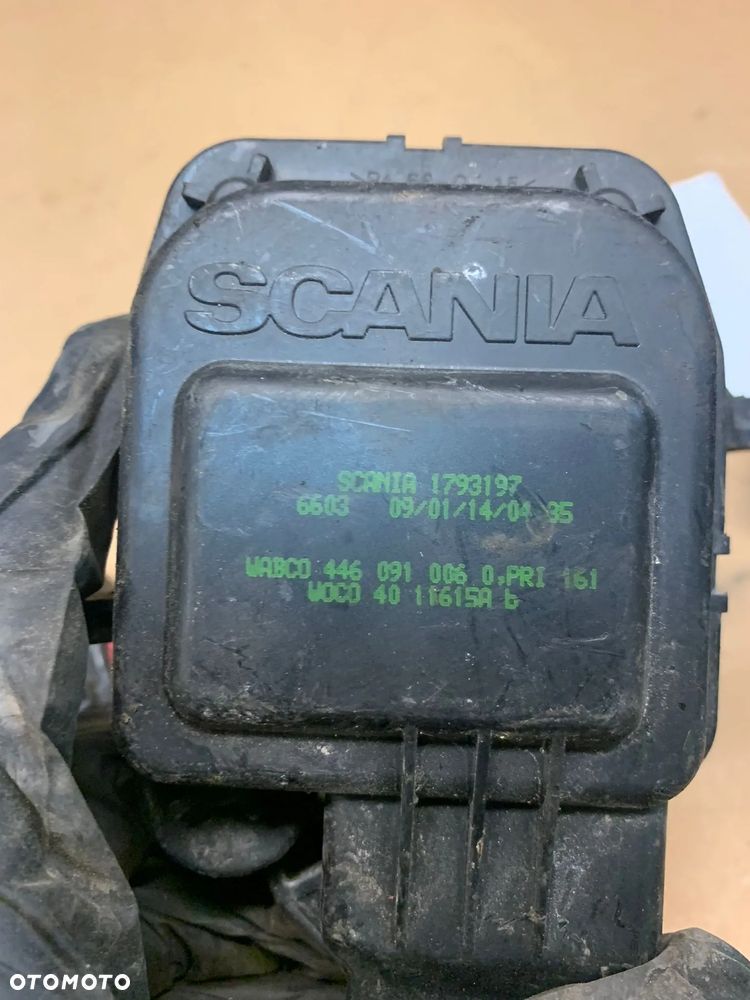 SCANIA
SCANIA 1793197
6603 09/01/14/04 35
WABCO 446 091 006 0,PRI 161
WOCO 40 11615A
OTOMOTO